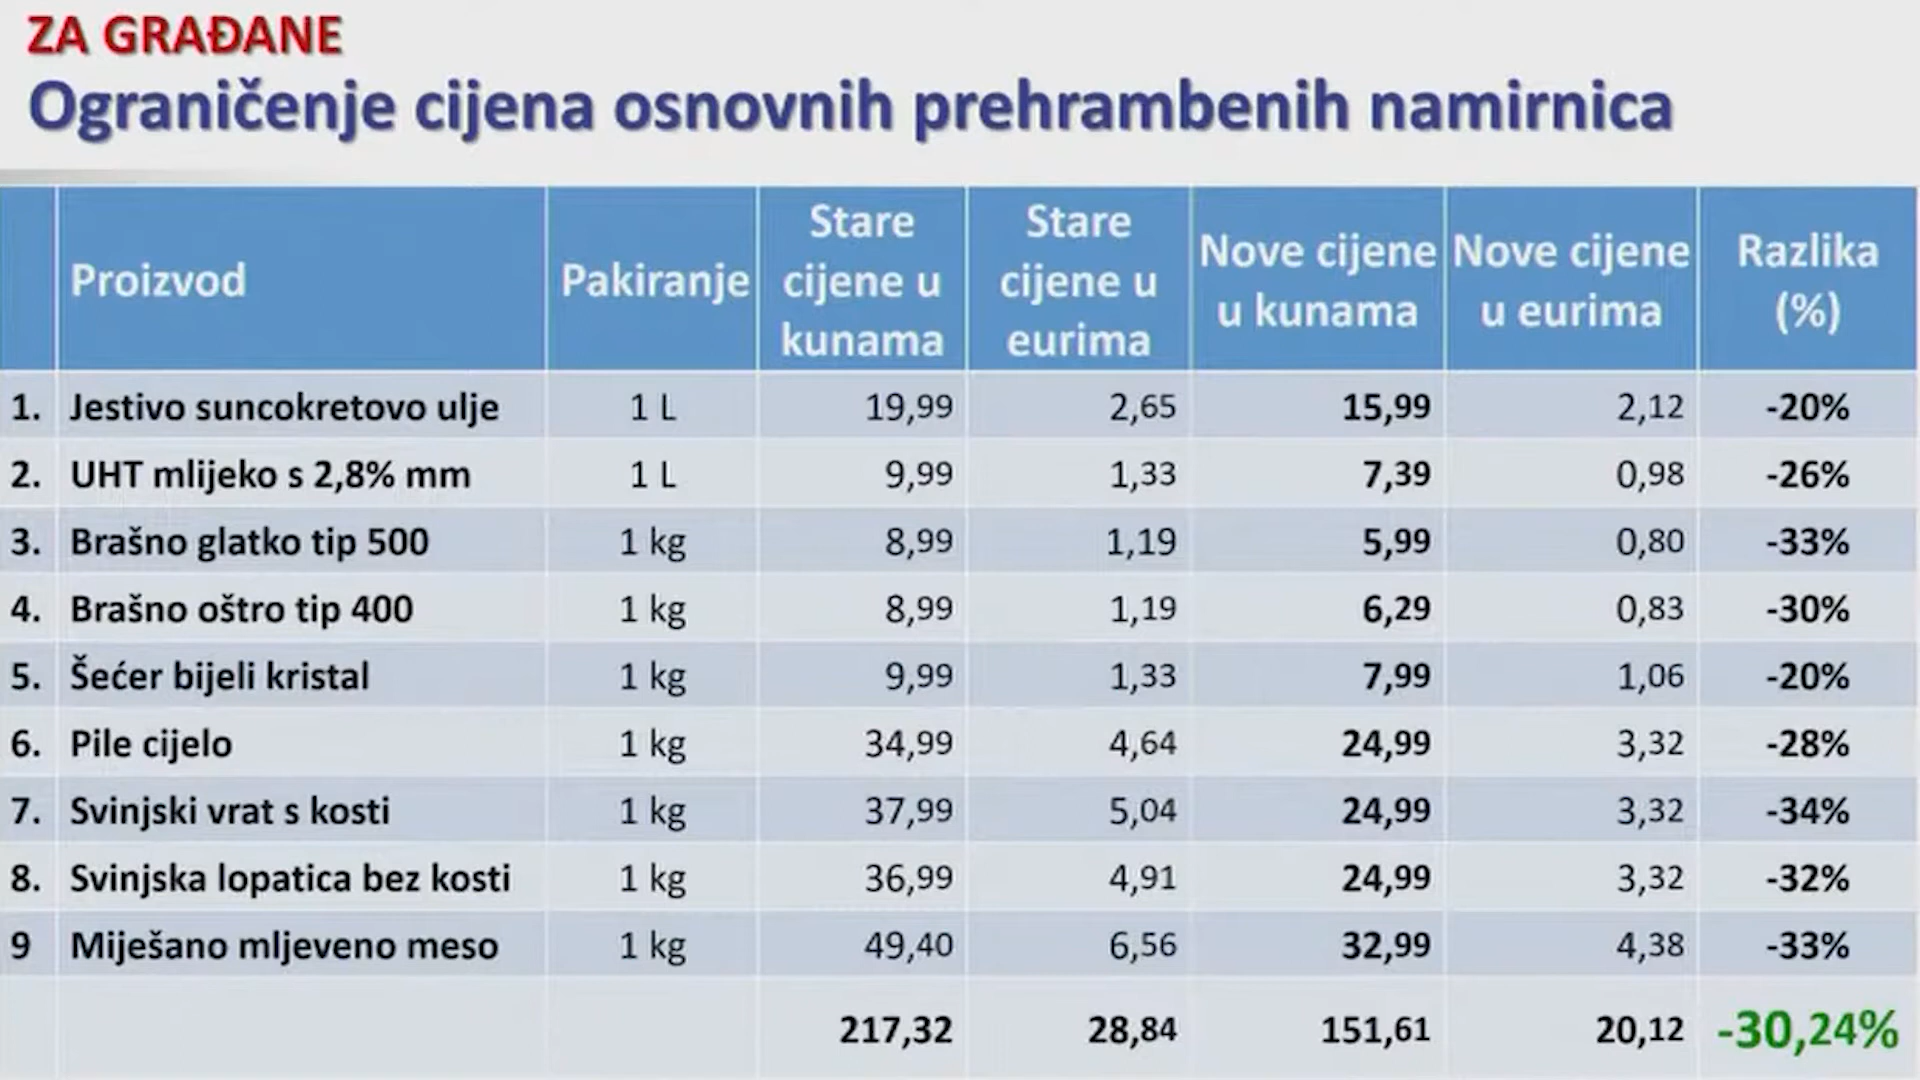 ZA GRAĐANE
Ograničenje cijena osnovnih prehrambenih namirnica
Proizvod Pakiranje Stare cijene u kunama Stare cijene u eurima Nove cijene u kunama Nove cijene u eurima Razlika (%)
1. Jestivo suncokretovo ulje 1 L 19,99 2,65 15,99 2,12 -20%
2. UHT mlijeko s 2,8% mm 1 L 9,99 1,33 7,39 0,98 -26%
3. Brašno glatko tip 500 1 kg 8,99 1,19 5,99 0,80 -33%
4. Brašno oštro tip 400 1 kg 8,99 1,19 6,29 0,83 -30%
5. Šećer bijeli kristal 1 kg 9,99 1,33 7,99 1,06 -20%
6. Pile cijelo 1 kg 34,99 4,64 24,99 3,32 -28%
7. Svinjski vrat s kosti 1 kg 37,99 5,04 24,99 3,32 -34%
8. Svinjska lopatica bez kosti 1 kg 36,99 4,91 24,99 3,32 -32%
9 Miješano mljeveno meso 1 kg 49,40 6,56 32,99 4,38 -33%
217,32 28,84 151,61 20,12 -30,24%